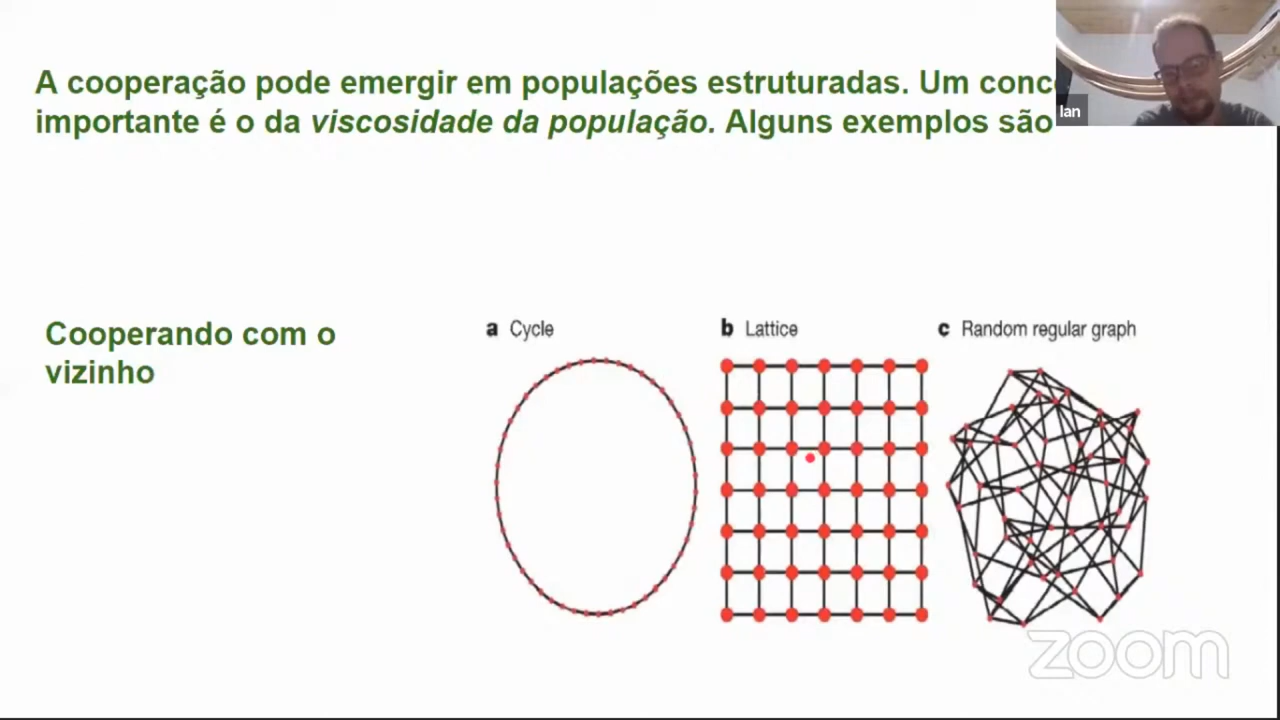 A cooperação pode emergir em populações estruturadas. Um conc
importante é o da viscosidade da população. Alguns exemplos são
Ian
Cooperando com o
vizinho
a Cycle
b Lattice
c Random regular graph
zoom